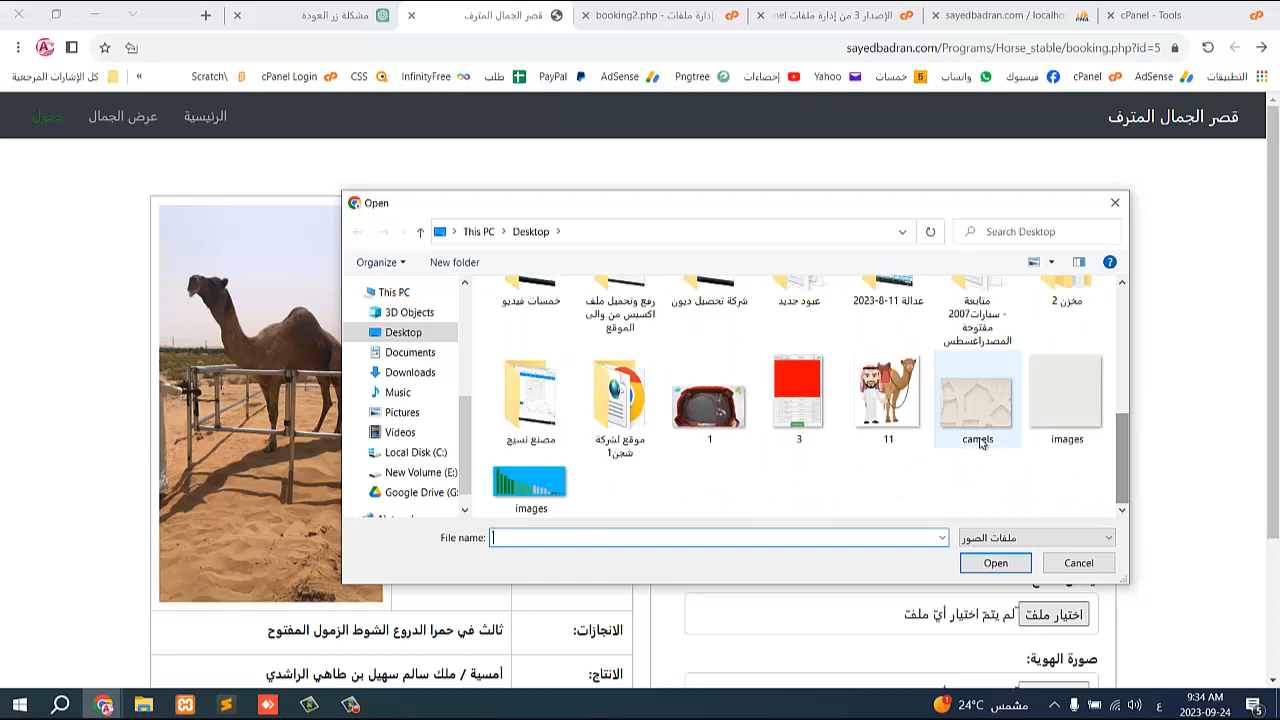 مشكلة زر العودة
قصر الجمال المترف
booking2.php - إدارة ملفات
الإصدار 3 من إدارة ملفات
sayedbadran.com / localho
cPanel - Tools
sayedbadran.com/Programs/Horse_stable/booking.php?id=5
كل الإشارات المرجعية
«
Scratch\
cPanel Login
CSS
InfinityFree
طلب
PayPal
AdSense
Pngtree
إحصاءات
Yahoo
خمسات
واتساب
فيسبوك
cPanel
AdSense
التطبيقات
قصر الجمال المترف
الرئيسية
عرض الجمال
دخول
Open
This PC
Desktop
Search Desktop
Organize
New folder
This PC
3D Objects
Desktop
Documents
Downloads
Music
Pictures
Videos
Local Disk (C:)
New Volume (E:)
Google Drive (G:
خمسات فيديو
رفع وتحميل ملف
اكسيس من والى
الموقع
شركة تحصيل ديون
عبود جديد
عدالة 11-8-2023
متابعة
سيارات2007 -
مفتوحة
المصدراغسطس
مخزن 2
مصنع نسيج
موقع لشركة
شحن1
1
3
11
camels
images
images
File name:
ملفات الصور
Open
Cancel
اختيار ملفّ
لم يتمّ اختيار أيّ ملفّ
صورة الهوية:
الانجازات:
ثالث في حمرا الدروع الشوط الزمول المفتوح
الانتاج:
أمسية / ملك سالم سهيل بن طاهي الراشدي
9:34 AM
2023-09-24
24°C مشمس
ع
5